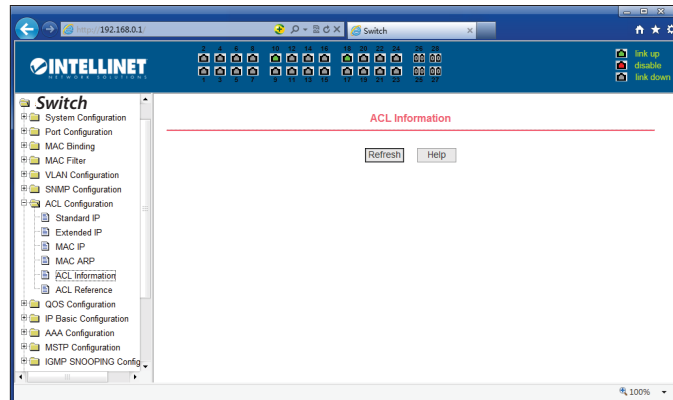 http://192.168.0.1/
Switch
INTELLINET
NETWORK SOLUTIONS
2 4 6 8 10 12 14 16 18 20 22 24 26 28
1 3 5 7 9 11 13 15 17 19 21 23 25 27
link up
disable
link down
Switch
System Configuration
Port Configuration
MAC Binding
MAC Filter
VLAN Configuration
SNMP Configuration
ACL Configuration
Standard IP
Extended IP
MAC IP
MAC ARP
ACL Information
ACL Reference
QOS Configuration
IP Basic Configuration
AAA Configuration
MSTP Configuration
IGMP SNOOPING Config
ACL Information
Refresh Help
100%